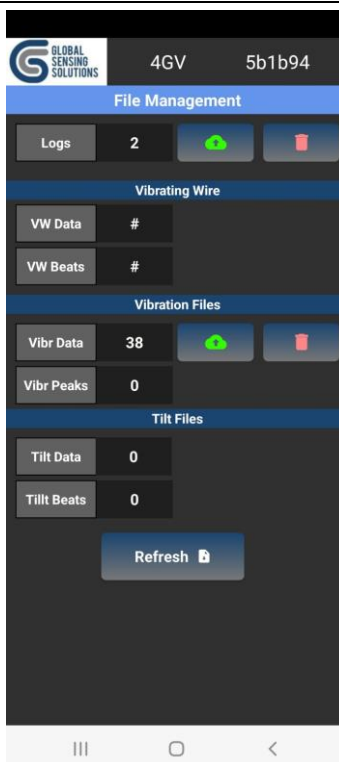 GLOBAL
SENSING
SOLUTIONS
4GV 5b1b94
File Management
Logs 2
Vibrating Wire
VW Data #
VW Beats #
Vibration Files
Vibr Data 38
Vibr Peaks 0
Tilt Files
Tilt Data 0
Tillt Beats 0
Refresh